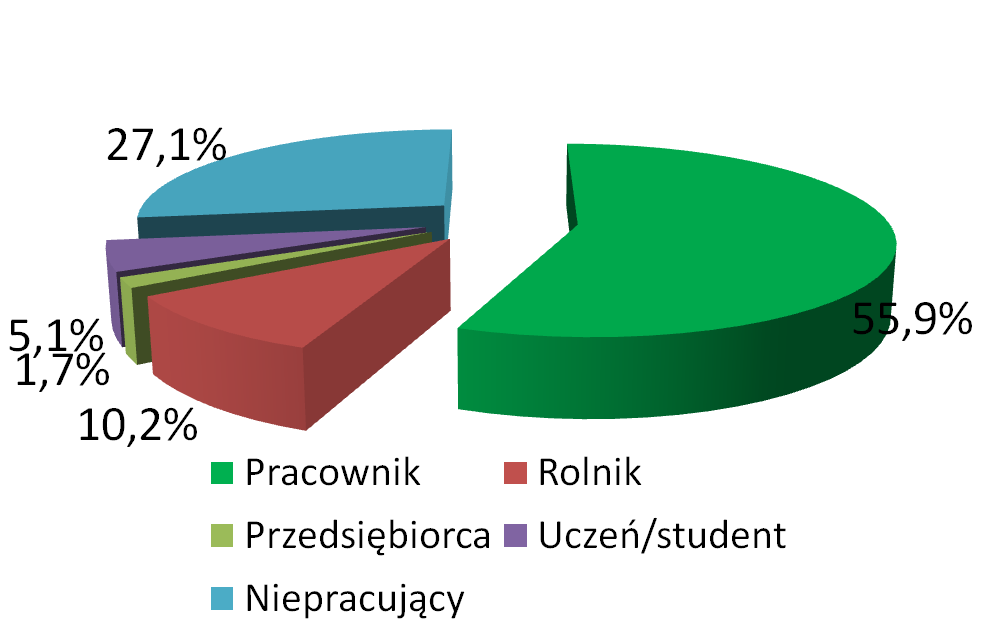 27,1%
55,9%
5,1%
1,7%
10,2%
Pracownik Rolnik
Przedsiębiorca Uczeń/student
Niepracujący